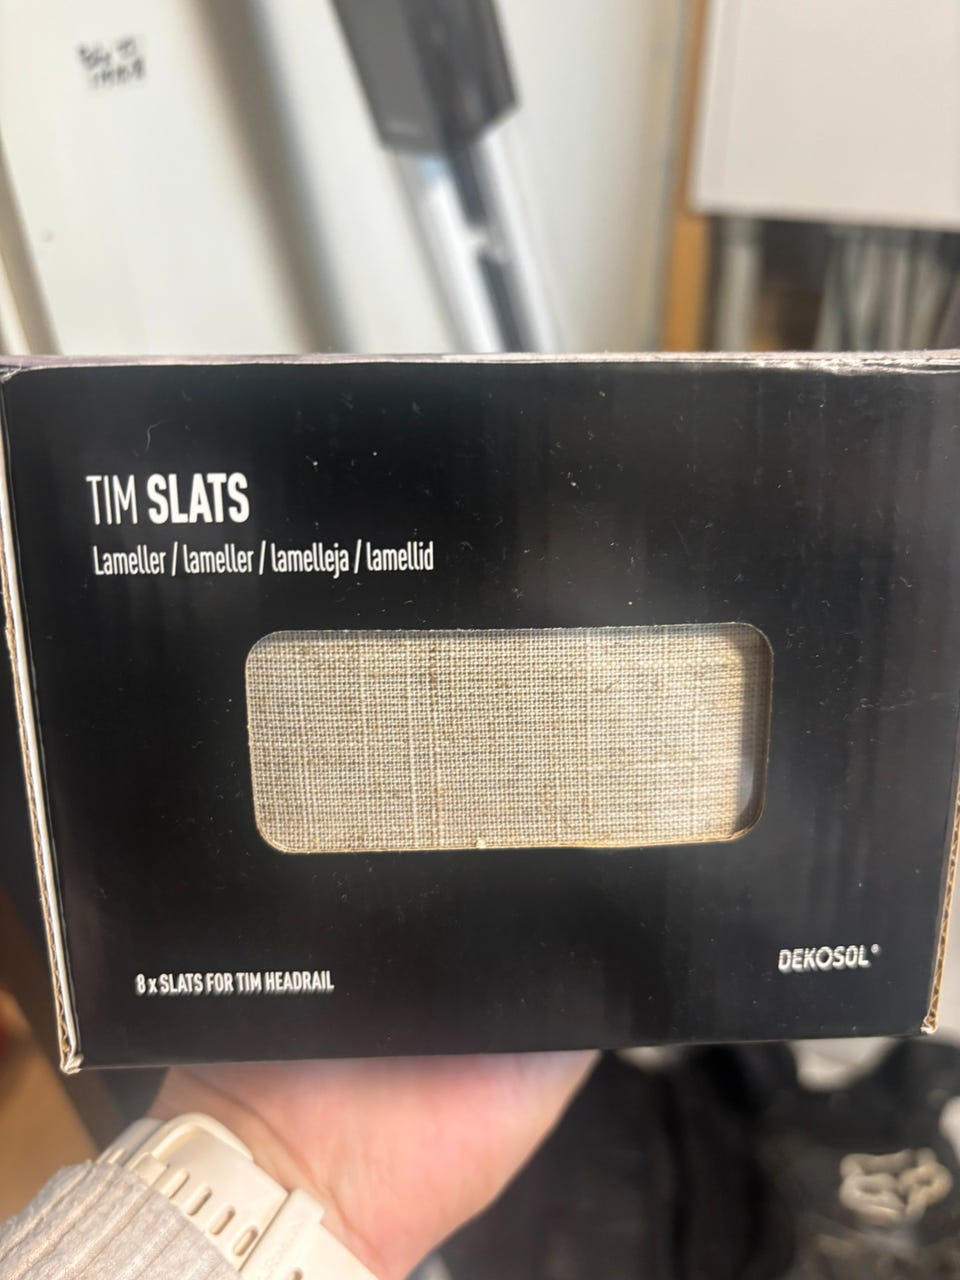 TIM SLATS
Lameller / lameller / lamelleja / lamellid
8 x SLATS FOR TIM HEADRAIL
DEKOSOL®